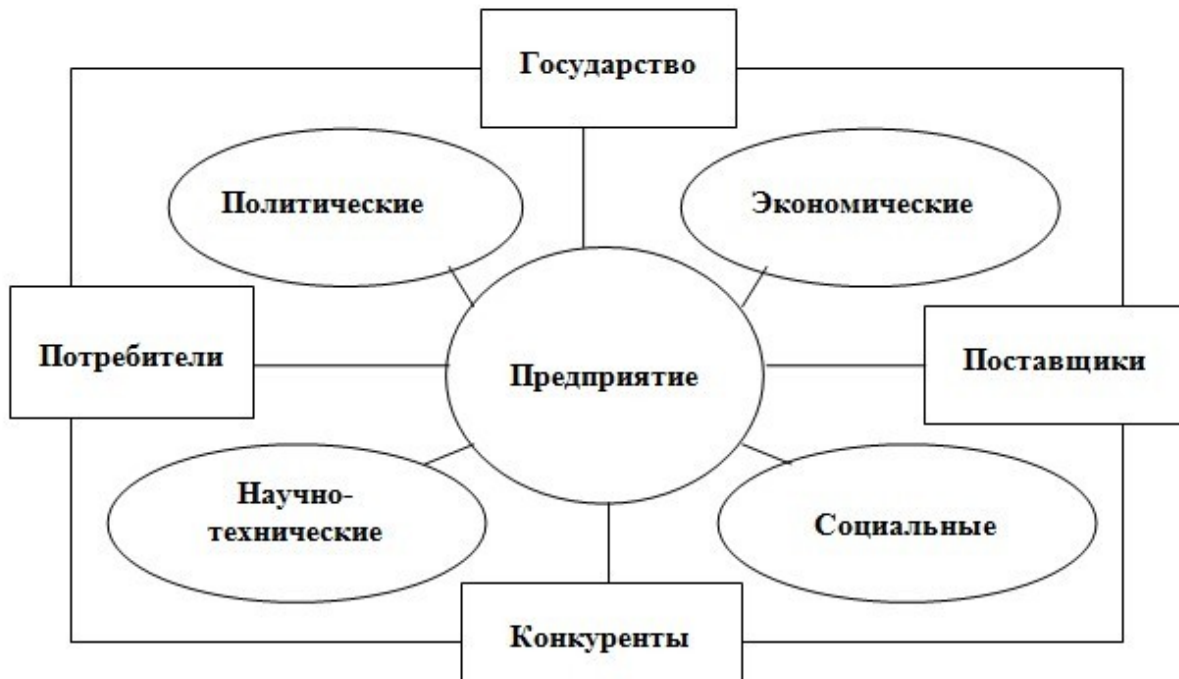 Государство
Политические
Экономические
Потребители
Предприятие
Поставщики
Научно-
технические
Социальные
Конкуренты